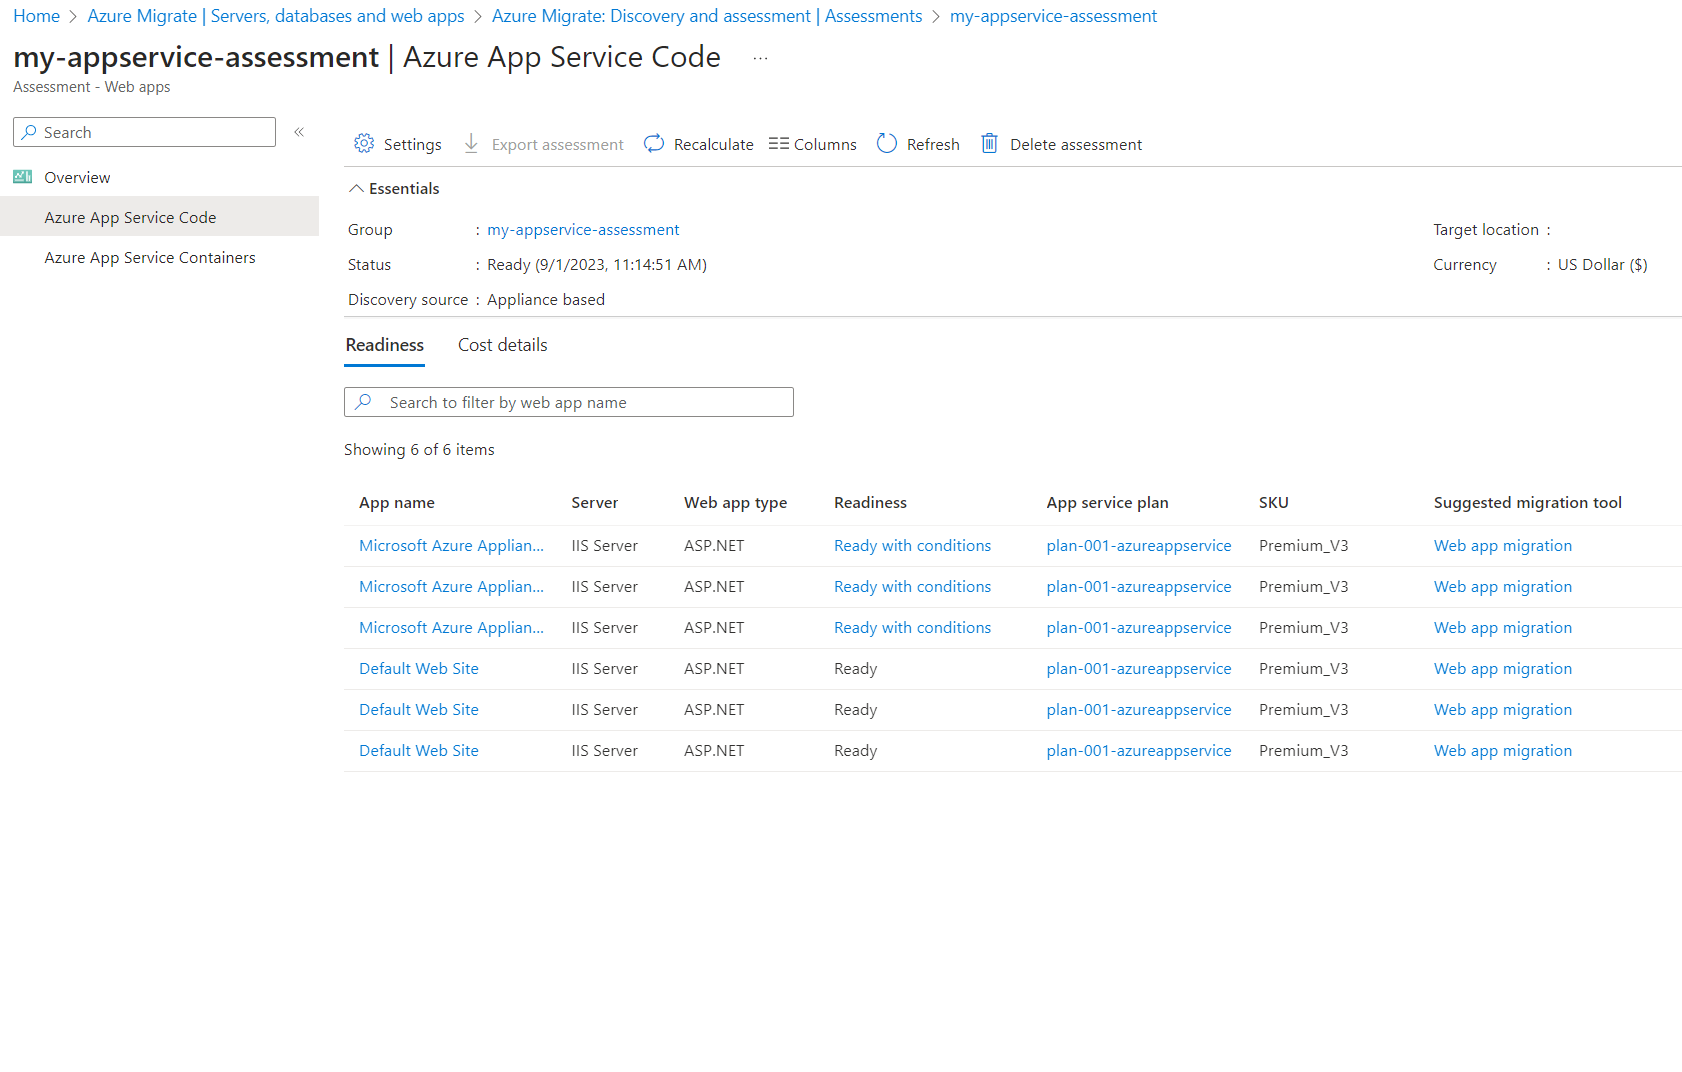 Home > Azure Migrate | Servers, databases and web apps > Azure Migrate: Discovery and assessment | Assessments > my-appservice-assessment
my-appservice-assessment | Azure App Service Code ...
Assessment - Web apps
Search «
Overview
Azure App Service Code
Azure App Service Containers
Settings Export assessment Recalculate Columns Refresh Delete assessment
Essentials
Group : my-appservice-assessment Target location :
Status : Ready (9/1/2023, 11:14:51 AM) Currency : US Dollar ($)
Discovery source : Appliance based
Readiness Cost details
Search to filter by web app name
Showing 6 of 6 items
App name Server Web app type Readiness App service plan SKU Suggested migration tool
Microsoft Azure Applian... IIS Server ASP.NET Ready with conditions plan-001-azureappservice Premium_V3 Web app migration
Microsoft Azure Applian... IIS Server ASP.NET Ready with conditions plan-001-azureappservice Premium_V3 Web app migration
Microsoft Azure Applian... IIS Server ASP.NET Ready with conditions plan-001-azureappservice Premium_V3 Web app migration
Default Web Site IIS Server ASP.NET Ready plan-001-azureappservice Premium_V3 Web app migration
Default Web Site IIS Server ASP.NET Ready plan-001-azureappservice Premium_V3 Web app migration
Default Web Site IIS Server ASP.NET Ready plan-001-azureappservice Premium_V3 Web app migration